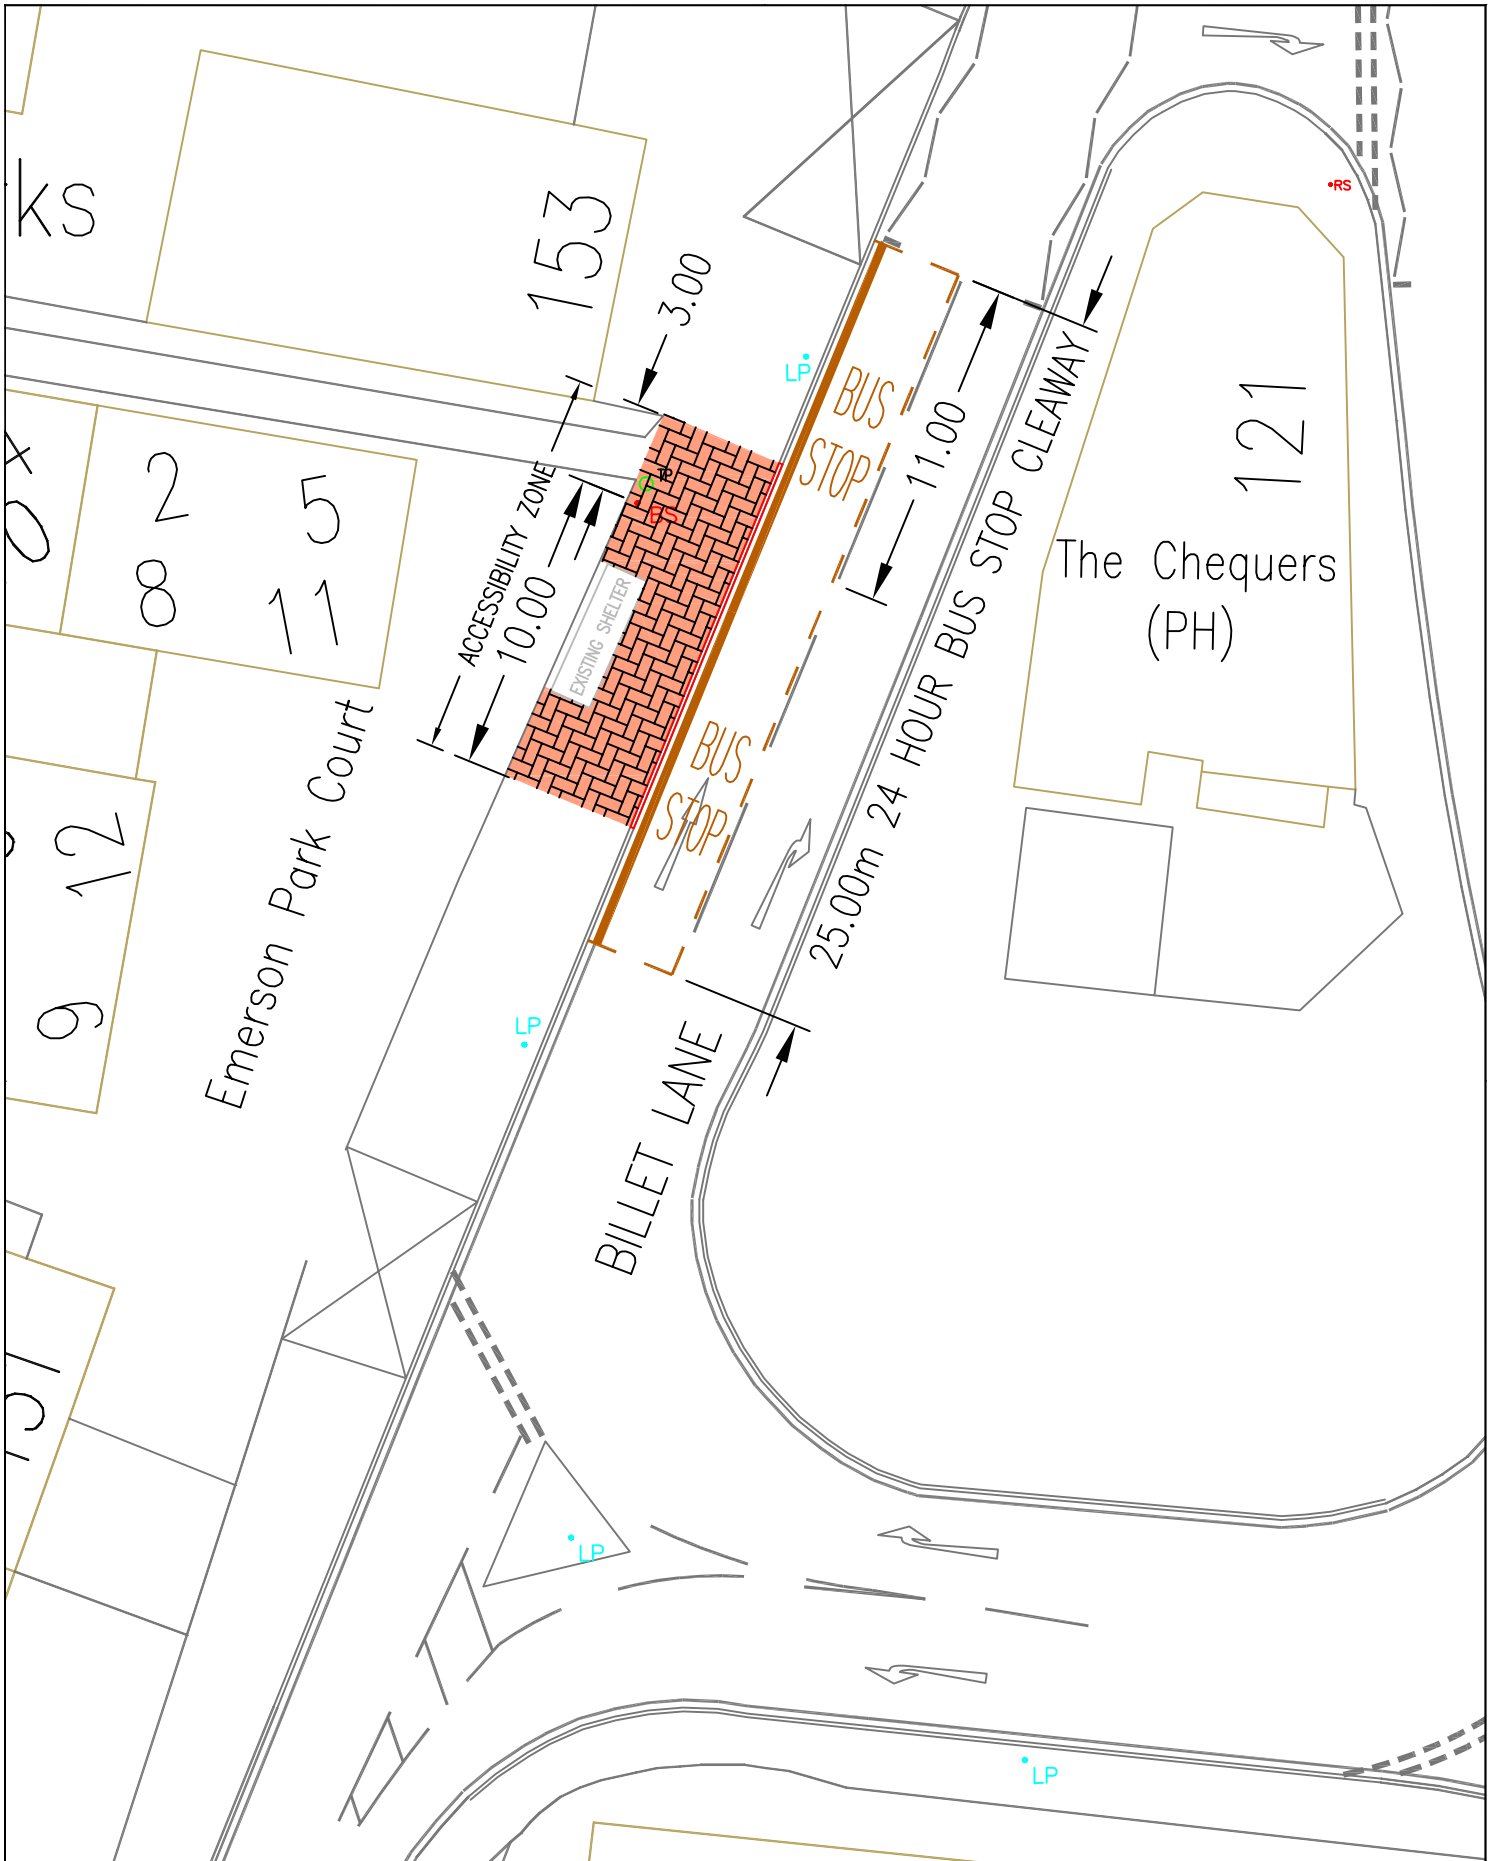 ks
153
3.00
RS
LP
BUS
STOP
11.00
121
The Chequers
(PH)
2
5
8
11
TP
BS
ACCESSIBILITY ZONE
10.00
EXISTING SHELTER
25.00m 24 HOUR BUS STOP CLEAWAY
BUS
STOP
Emerson Park Court
12
9
LP
BILLET LANE
LP
LP